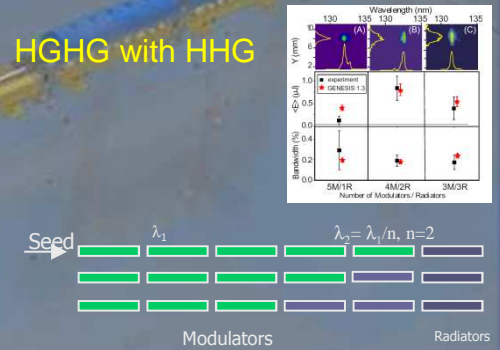 HGHG with HHG
Wavelength (nm)
130 135 130 135 130 135
(A) (B) (C)
Y (mm)
10
6
2
experiment
GENESIS 1.3
<E> (µJ)
1.0
0.5
0.0
Bandwidth (%)
0.4
0.2
0.0
5M/1R 4M/2R 3M/3R
Number of Modulators / Radiators
Seed λ₁ λ₂= λ₁/n, n=2
Modulators Radiators